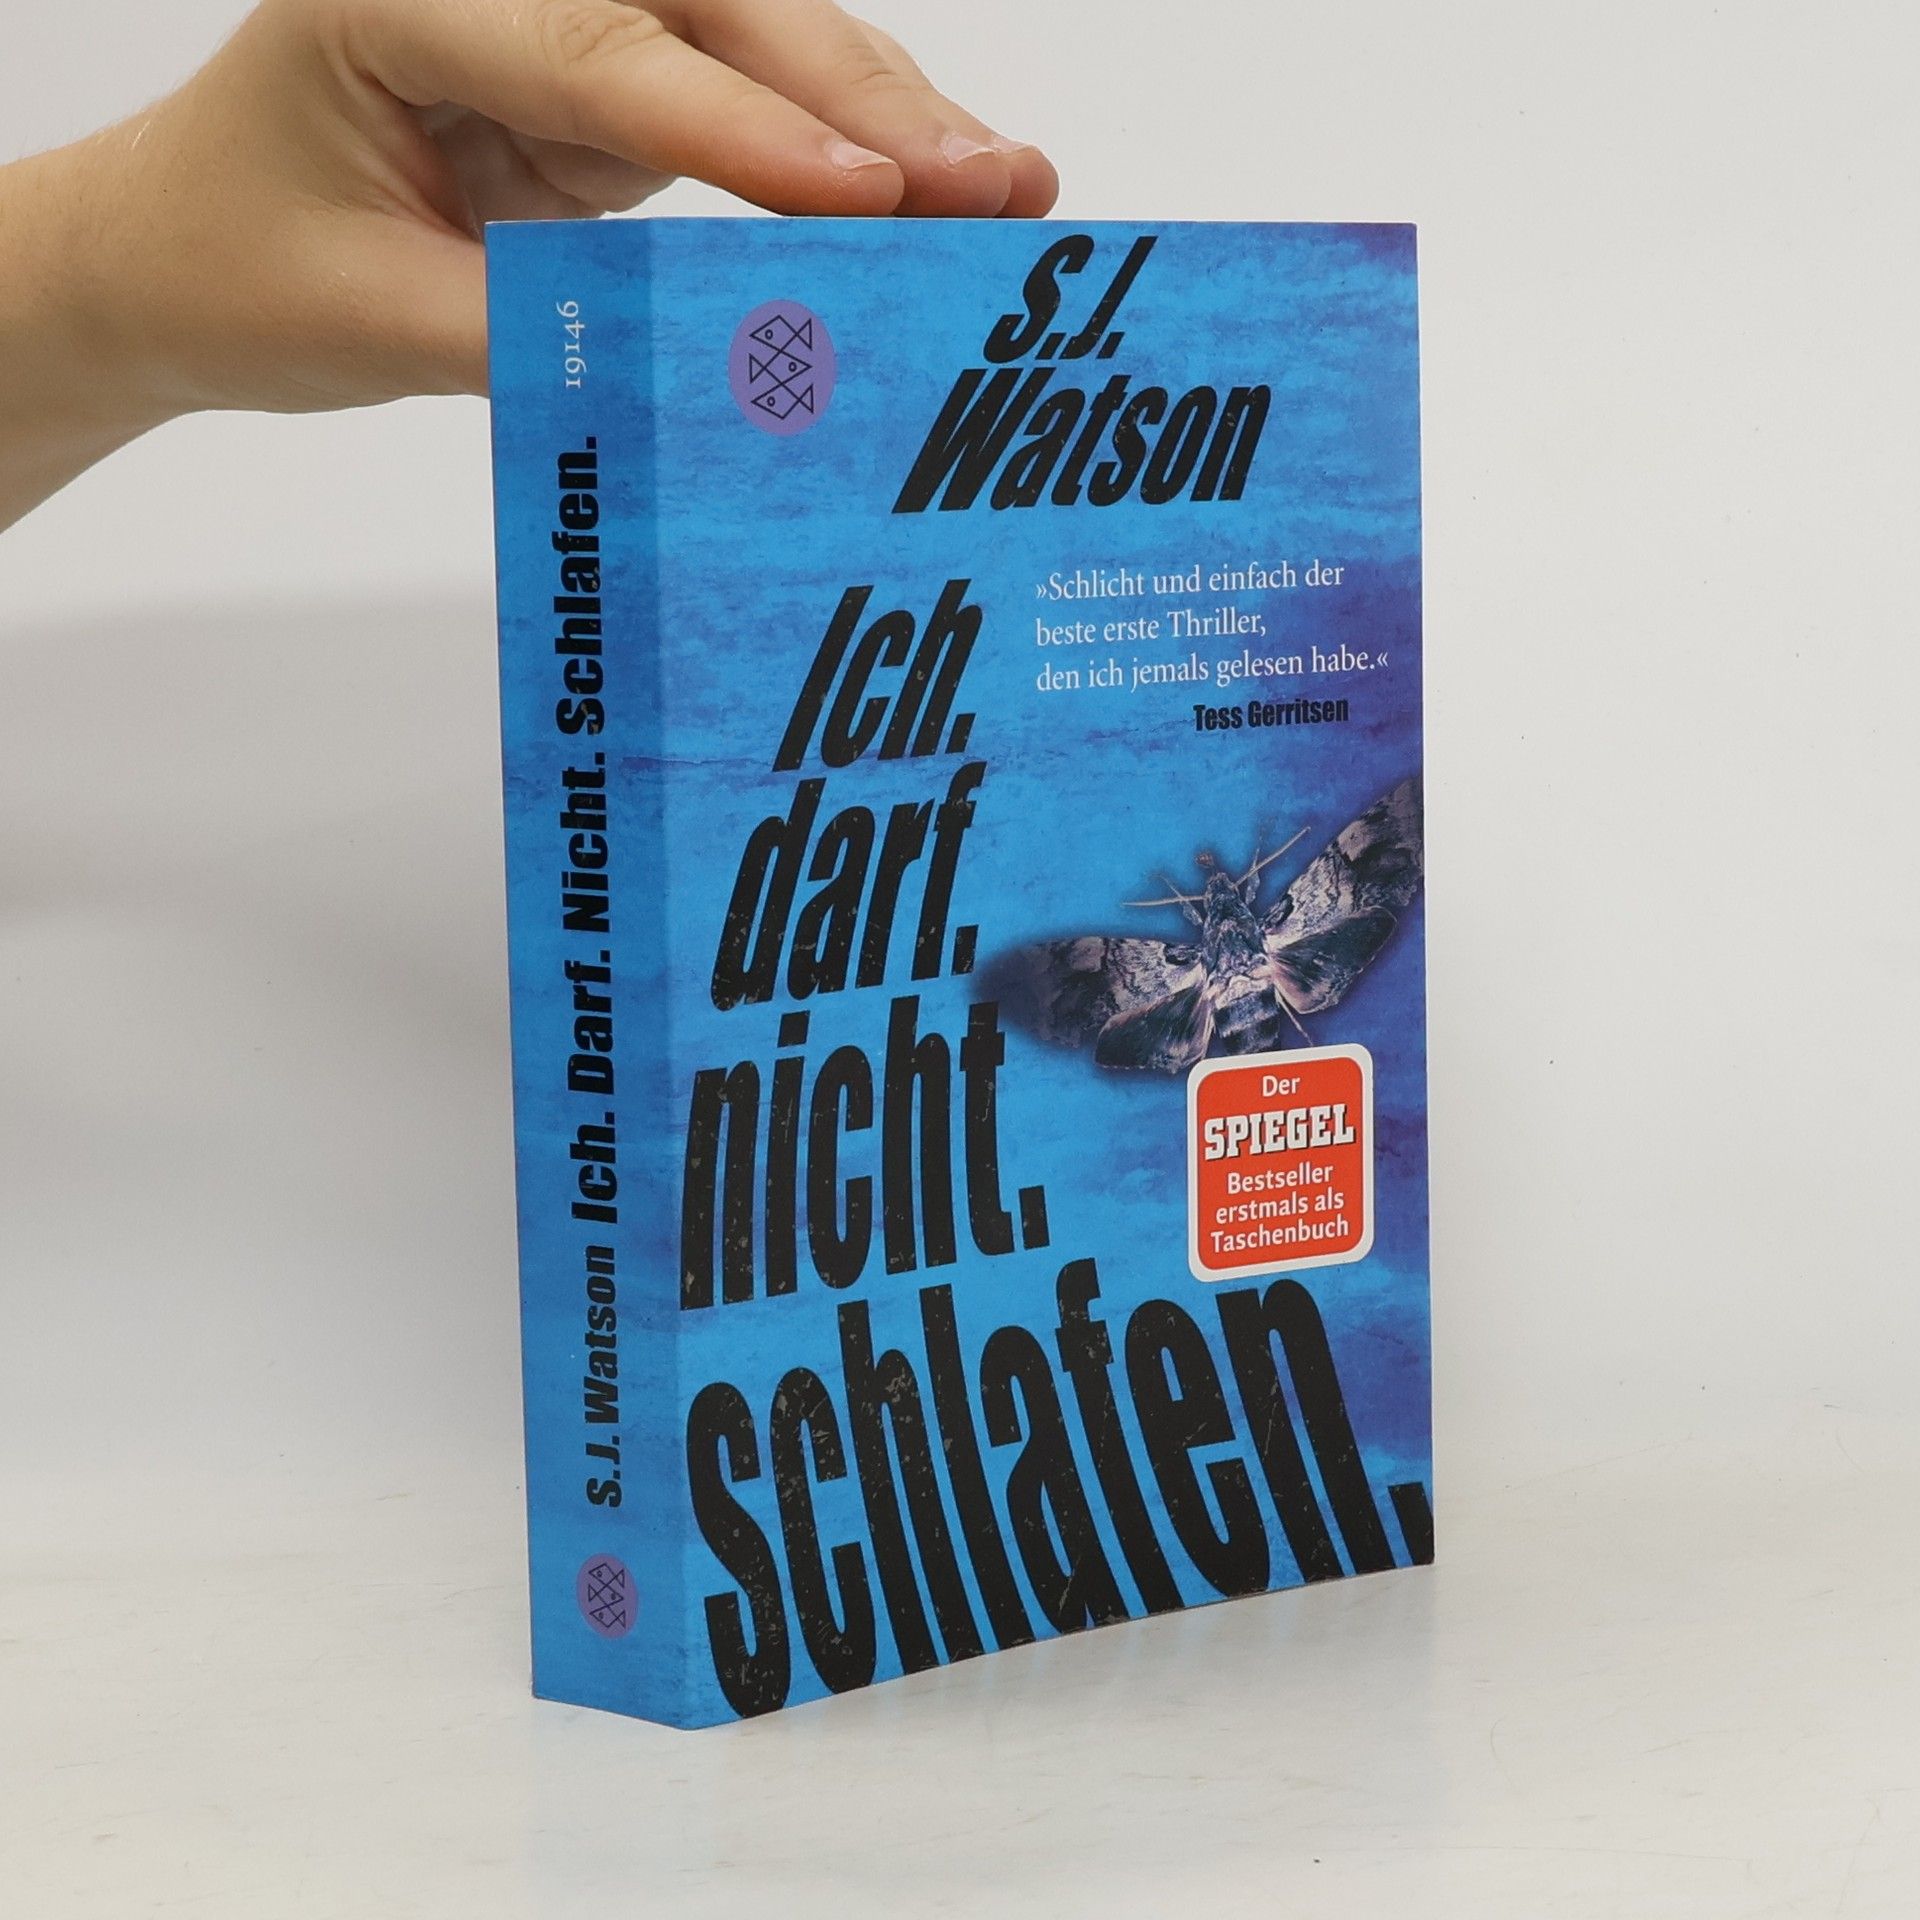 19146
S.J. Watson Ich. Darf. Nicht. Schlafen.
S.J.
Watson
»Schlicht und einfach der
beste erste Thriller,
den ich jemals gelesen habe.«
Tess Gerritsen
Ich.
darf.
nicht.
schlafen.
Der
SPIEGEL
Bestseller
erstmals als
Taschenbuch